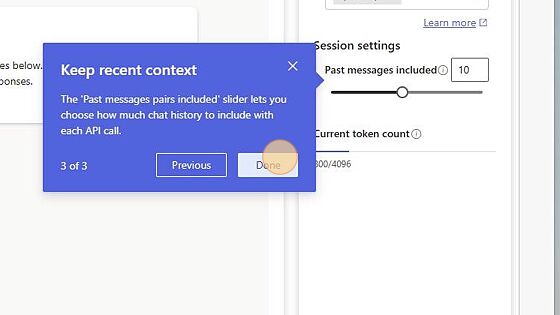 es below.
ponses.
Keep recent context
The 'Past messages pairs included' slider lets you
choose how much chat history to include with
each API call.
3 of 3
Previous
Done
Learn more
Session settings
Past messages included
10
Current token count
300/4096